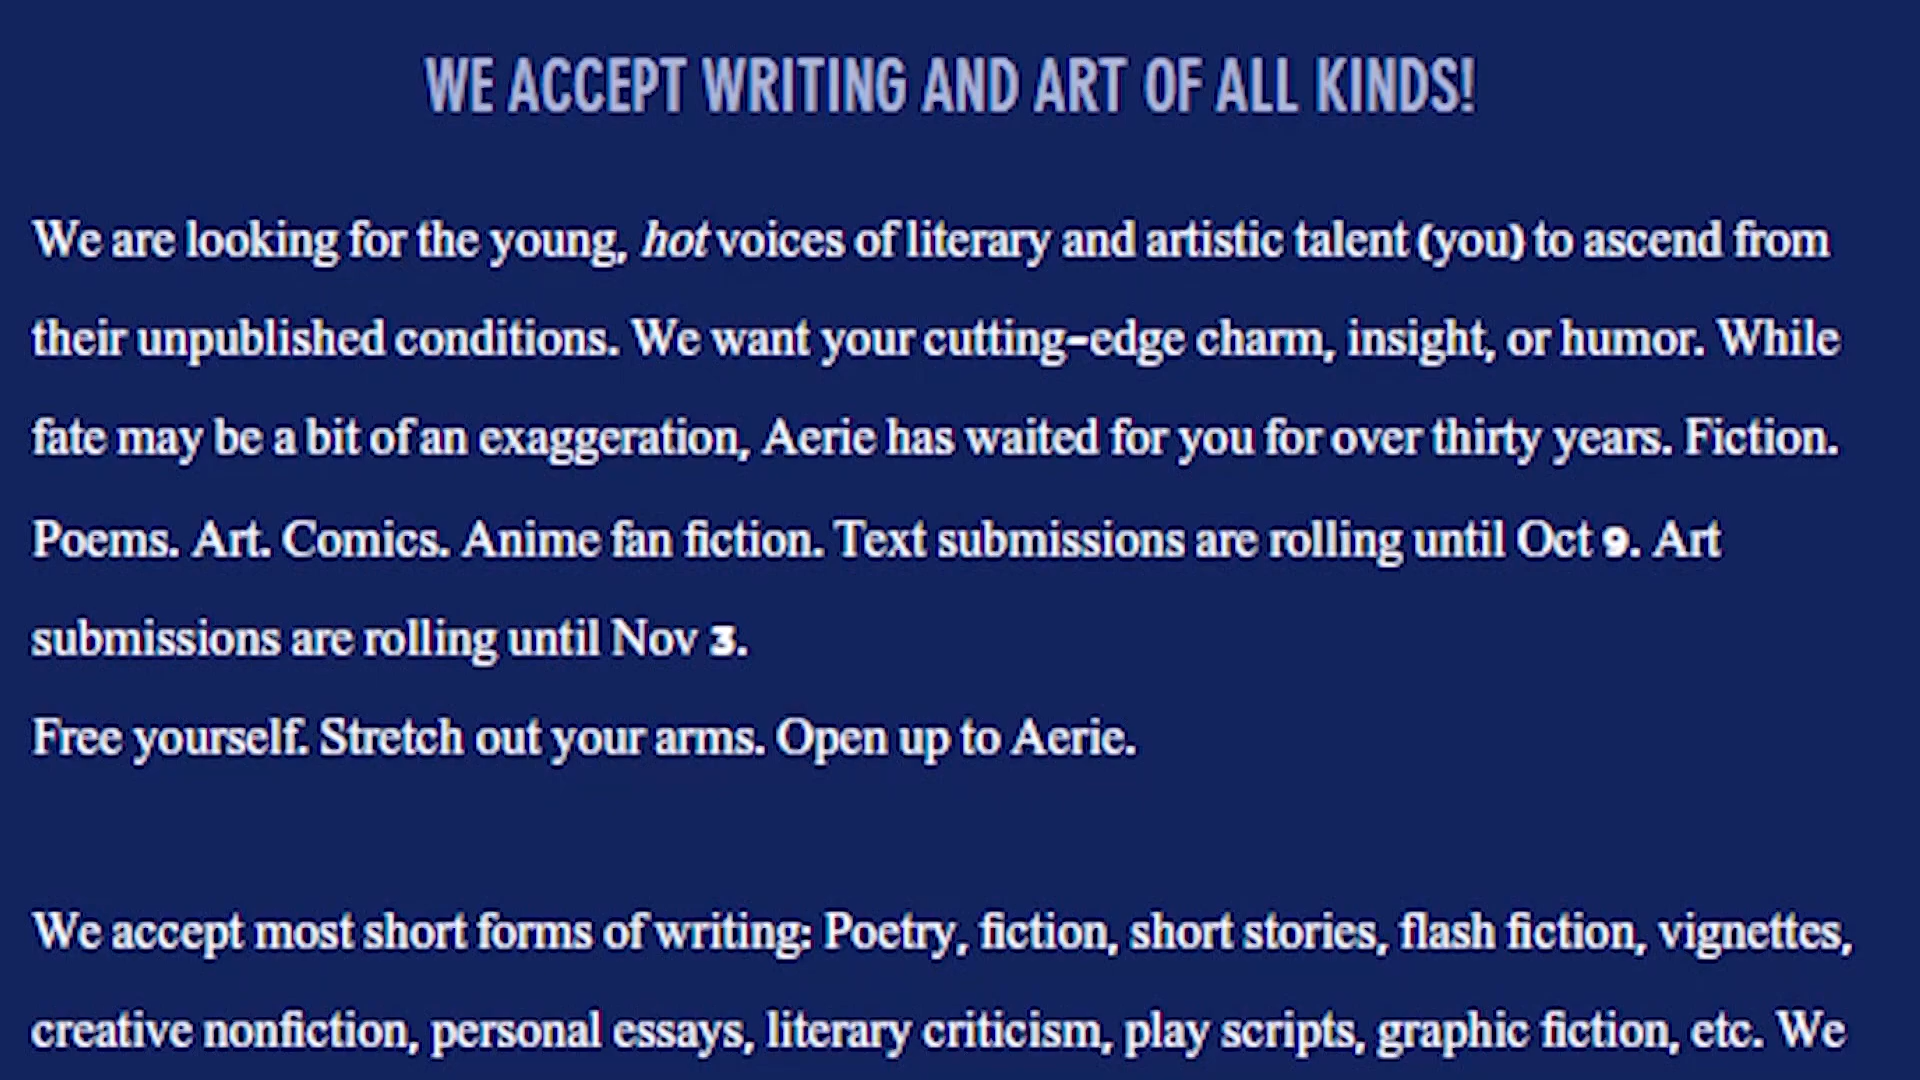 WE ACCEPT WRITING AND ART OF ALL KINDS!
We are looking for the young, hot voices of literary and artistic talent (you) to ascend from
their unpublished conditions. We want your cutting-edge charm, insight, or humor. While
fate may be a bit of an exaggeration, Aerie has waited for you for over thirty years. Fiction.
Poems. Art. Comics. Anime fan fiction. Text submissions are rolling until Oct 9. Art
submissions are rolling until Nov 3.
Free yourself. Stretch out your arms. Open up to Aerie.
We accept most short forms of writing: Poetry, fiction, short stories, flash fiction, vignettes,
creative nonfiction, personal essays, literary criticism, play scripts, graphic fiction, etc. We